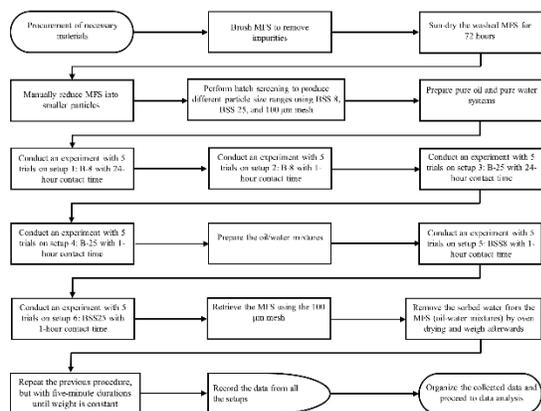 Procurement of necessary
materials
Brush MFS to remove
impurities
Sun-dry the washed MFS for
72 hours
Manually reduce MFS into
smaller particles
Perform batch screening to produce
different particle size ranges using BSS 8,
BSS 25, and 100 μm mesh
Prepare pure oil and pure water
systems
Conduct an experiment with 5
trials on setup 1: B-8 with 24-
hour contact time
Conduct an experiment with 5
trials on setup 2: B-8 with 1-
hour contact time
Conduct an experiment with 5
trials on setup 3: B-25 with 24-
hour contact time
Conduct an experiment with 5
trials on setup 4: B-25 with 1-
hour contact time
Prepare the oil/water mixtures
Conduct an experiment with 5
trials on setup 5: BSS8 with 1-
hour contact time
Conduct an experiment with 5
trials on setup 6: BSS25 with
1-hour contact time
Retrieve the MFS using the 100
μm mesh
Remove the sorbed water from the
MFS (oil-water mixtures) by oven
drying and weigh afterwards
Repeat the previous procedure,
but with five-minute durations
until weight is constant
Record the data from all
the setups
Organize the collected data and
proceed to data analysis